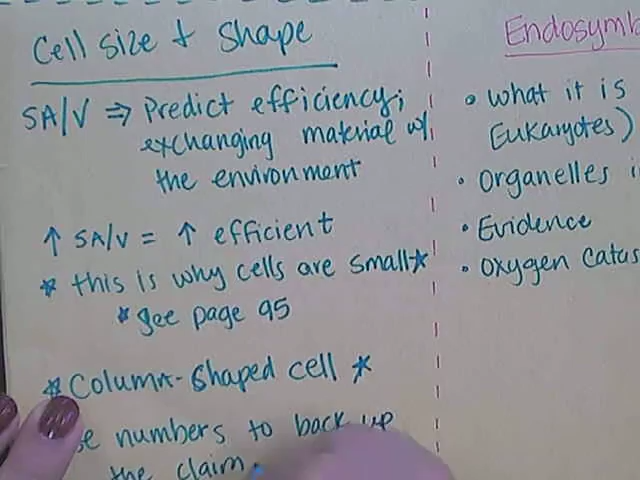 Cell size + shape
SA/V ⇒ Predict efficiency;
exchanging material w/
the environment
↑ SA/V = ↑ efficient
* this is why cells are small *
* See page 95
* Column-shaped cell *
numbers to back up
the claim.
Endosymb
• What it is
Eukaryotes)
• Organelles i
• Evidence
• Oxygen Catas